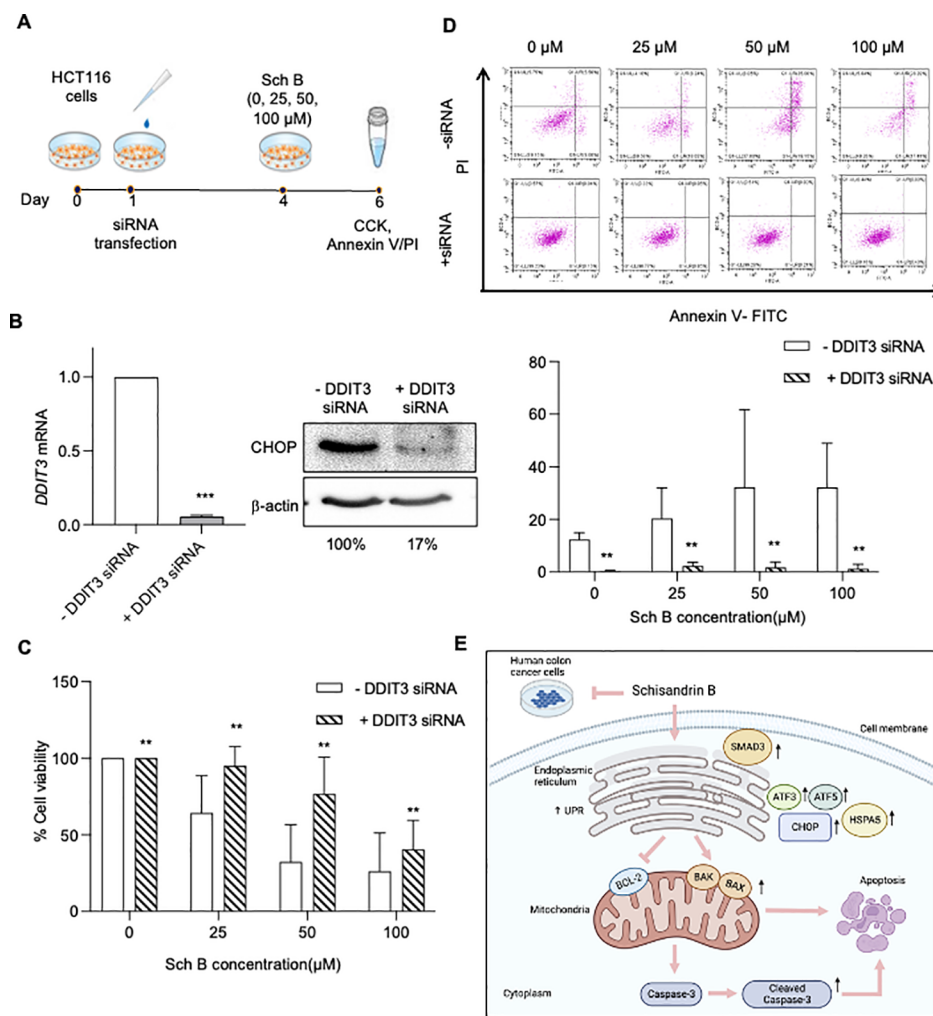 A
HCT116
cells
Sch B
(0, 25, 50,
100 µM)
Day
0
1
4
6
siRNA
transfection
CCK,
Annexin V/PI
D
0 µM
25 µM
50 µM
100 µM
-siRNA
+siRNA
PI
Annexin V- FITC
B
1.0
0.5
0.0
DDIT3 mRNA
***
- DDIT3 siRNA
+ DDIT3 siRNA
- DDIT3
siRNA
+ DDIT3
siRNA
CHOP
β-actin
100%
17%
80
60
40
20
0
- DDIT3 siRNA
+ DDIT3 siRNA
**
**
**
**
0
25
50
100
Sch B concentration(µM)
C
150
100
50
0
% Cell viability
- DDIT3 siRNA
+ DDIT3 siRNA
**
**
**
**
0
25
50
100
Sch B concentration(µM)
E
Human colon
cancer cells
Schisandrin B
Cell membrane
SMAD3
Endoplasmic
reticulum
↑ UPR
ATF3
ATF5
CHOP
HSPA5
BCL-2
BAK
BAX
Mitochondria
Apoptosis
Cytoplasm
Caspase-3
Cleaved
Caspase-3